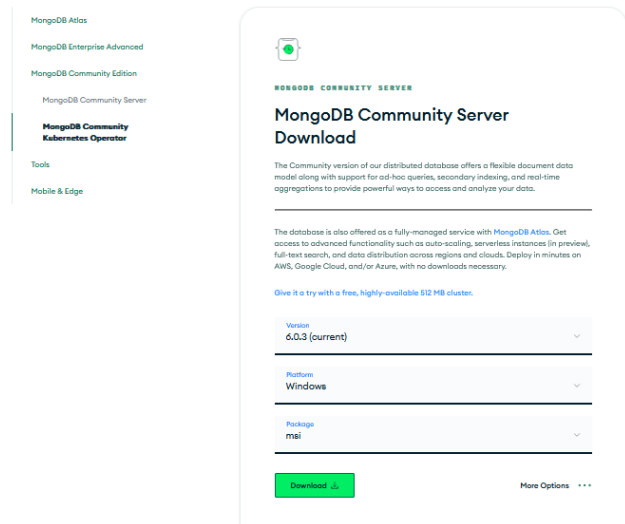 MongoDB Atlas
MongoDB Enterprise Advanced
MongoDB Community Edition
MongoDB Community Server
MongoDB Community
Kubernetes Operator
Tools
Mobile & Edge
MONGODB COMMUNITY SERVER
MongoDB Community Server
Download
The Community version of our distributed database offers a flexible document data
model along with support for ad-hoc queries, secondary indexing, and real-time
aggregations to provide powerful ways to access and analyze your data.
The database is also offered as a fully-managed service with MongoDB Atlas. Get
access to advanced functionality such as auto-scaling, serverless instances (in preview),
full-text search, and data distribution across regions and clouds. Deploy in minutes on
AWS, Google Cloud, and/or Azure, with no downloads necessary.
Give it a try with a free, highly-available 512 MB cluster.
Version
6.0.3 (current)
Platform
Windows
Package
msi
Download
More Options